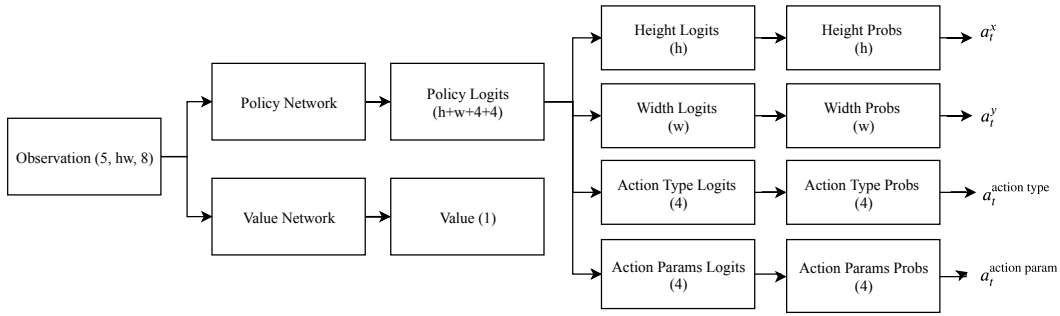 Observation (5, hw, 8)
Policy Network
Policy Logits
(h+w+4+4)
Value Network
Value (1)
Height Logits
(h)
Height Probs
(h)
a_t^x
Width Logits
(w)
Width Probs
(w)
a_t^y
Action Type Logits
(4)
Action Type Probs
(4)
a_t^{action type}
Action Params Logits
(4)
Action Params Probs
(4)
a_t^{action param}